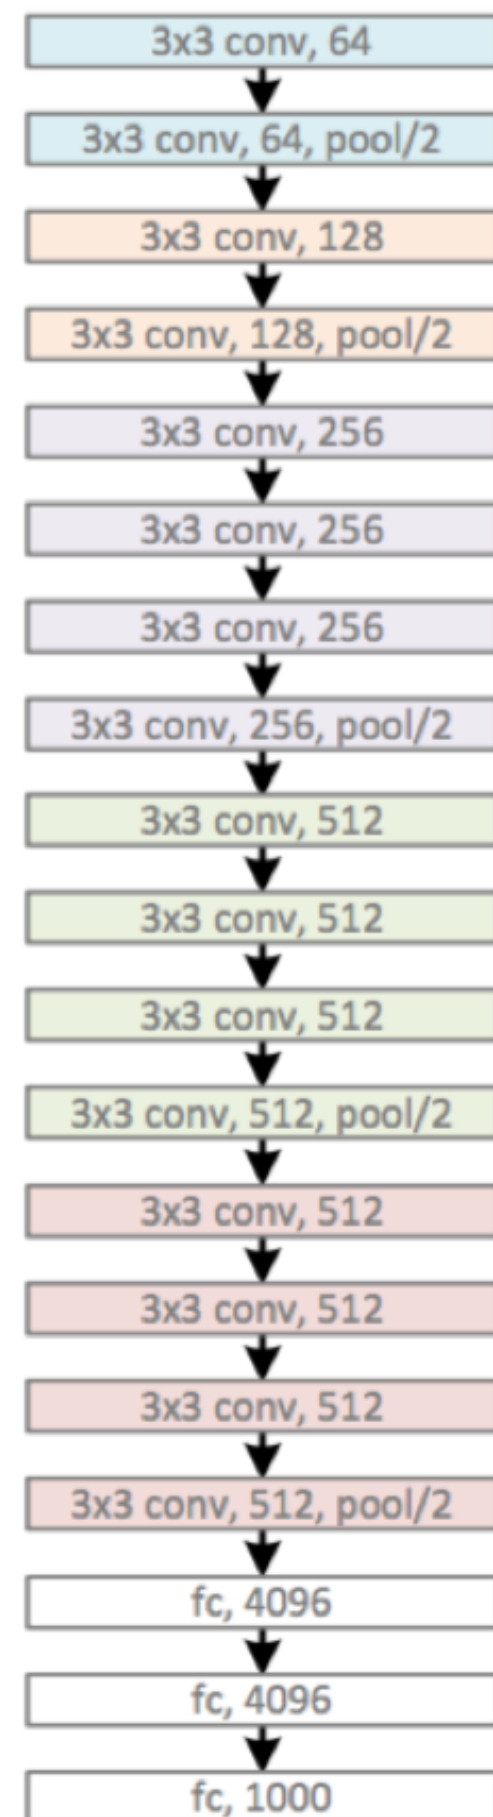 3x3 conv, 64
3x3 conv, 64, pool/2
3x3 conv, 128
3x3 conv, 128, pool/2
3x3 conv, 256
3x3 conv, 256
3x3 conv, 256
3x3 conv, 256, pool/2
3x3 conv, 512
3x3 conv, 512
3x3 conv, 512
3x3 conv, 512, pool/2
3x3 conv, 512
3x3 conv, 512
3x3 conv, 512
3x3 conv, 512, pool/2
fc, 4096
fc, 4096
fc, 1000